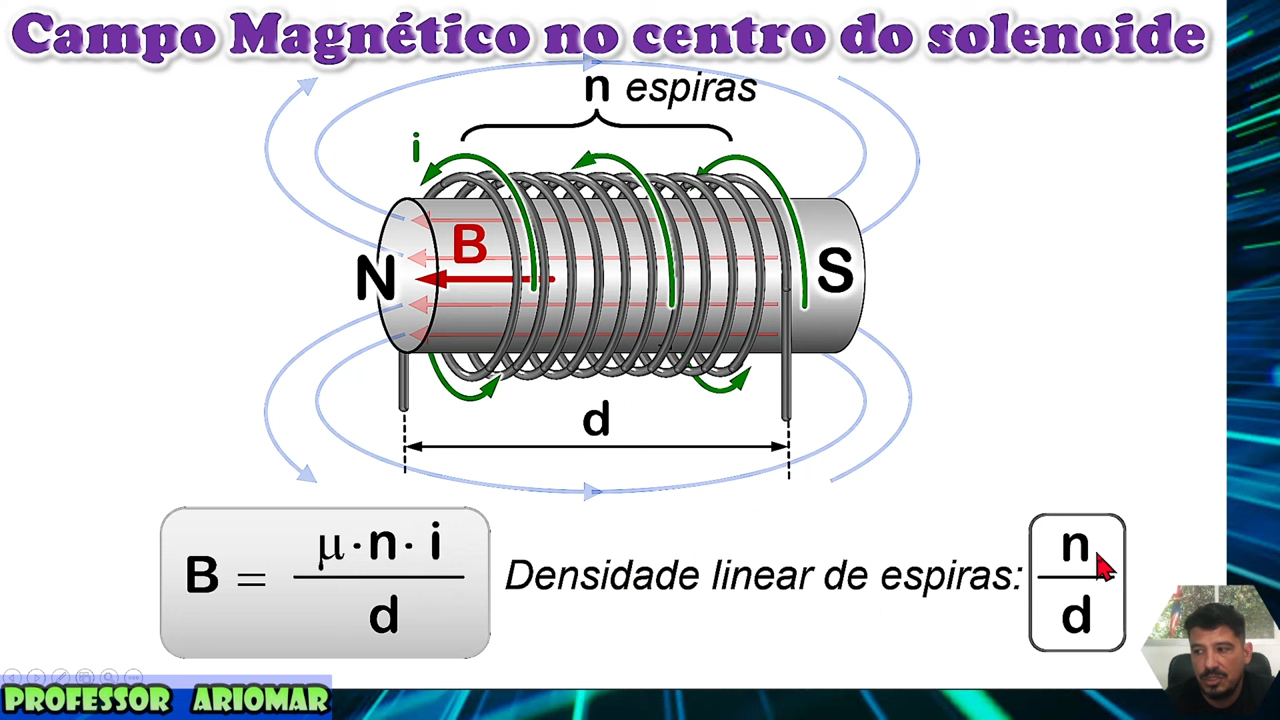 Campo Magnético no centro do solenoide
n espiras
i
B
N
S
d
B = μ · n · i
d
Densidade linear de espiras:
n
d
PROFESSOR ARIOMAR